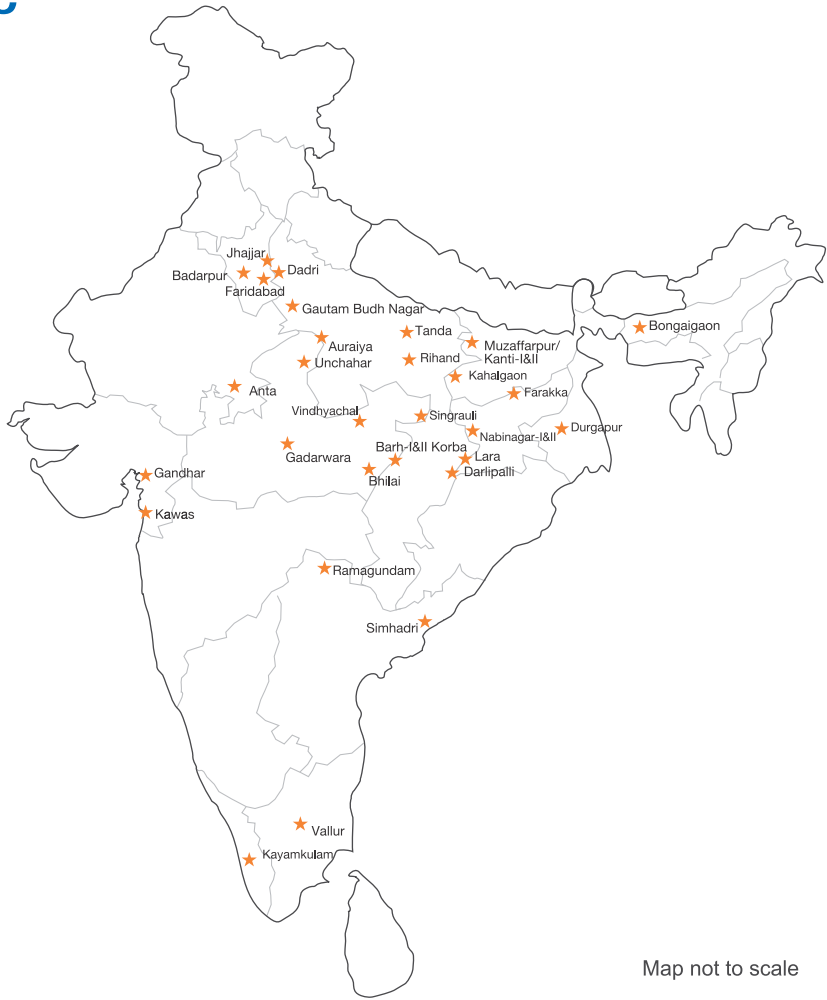 Jhajjar
Badarpur
Dadri
Faridabad
Gautam Budh Nagar
Bongaigaon
Tanda
Auraiya
Muzaffarpur/
Kanti-I&II
Unchahar
Rihand
Kahalgaon
Anta
Farakka
Vindhyachal
Singrauli
Durgapur
Nabinagar-I&II
Barh-I&II Korba
Gadarwara
Lara
Gandhar
Darlipalli
Bhilai
Kawas
Ramagundam
Simhadri
Vallur
Kayamkulam
Map not to scale